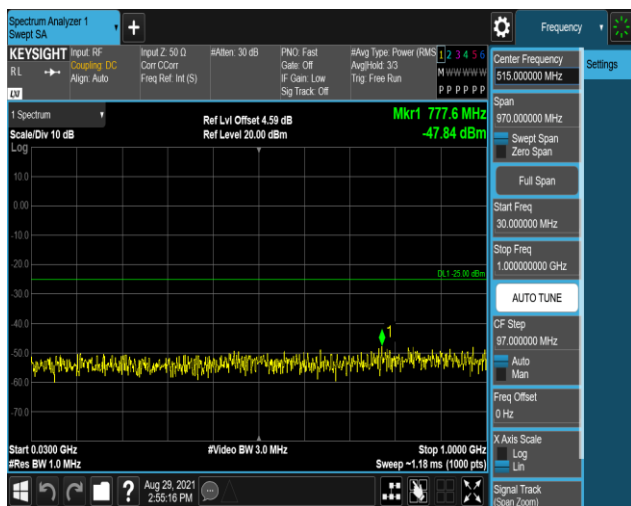 Spectrum Analyzer 1
Swept SA
+
Frequency
KEYSIGHT
RL
LXI
Input: RF
Coupling: DC
Align: Auto
Input Z: 50 Ω
Corr CCorr
Freq Ref: Int (S)
#Atten: 30 dB
PNO: Fast
Gate: Off
IF Gain: Low
Sig Track: Off
#Avg Type: Power (RMS
Avg|Hold: 3/3
Trig: Free Run
1 2 3 4 5 6
M W W W W W
P P P P P P
1 Spectrum
Scale/Div 10 dB
Log
Ref Lvl Offset 4.59 dB
Ref Level 20.00 dBm
Mkr1 777.6 MHz
-47.84 dBm
10.0
0.00
-10.0
-20.0
DL1 -25.00 dBm
-30.0
-40.0
1
-50.0
-60.0
-70.0
Start 0.0300 GHz
#Res BW 1.0 MHz
#Video BW 3.0 MHz
Stop 1.0000 GHz
Sweep ~1.18 ms (1000 pts)
?
Aug 29, 2021
2:55:16 PM
Center Frequency
515.000000 MHz
Settings
Span
970.000000 MHz
Swept Span
Zero Span
Full Span
Start Freq
30.000000 MHz
Stop Freq
1.000000000 GHz
AUTO TUNE
CF Step
97.000000 MHz
Auto
Man
Freq Offset
0 Hz
X Axis Scale
Log
Lin
Signal Track
(Span Zoom)